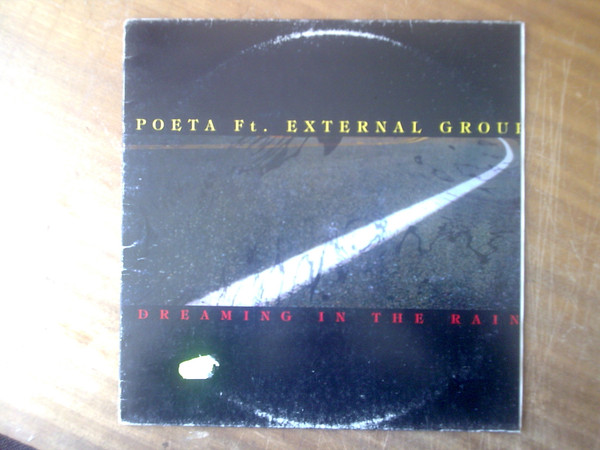 POETA Ft. EXTERNAL GROUP
DREAMING IN THE RAIN